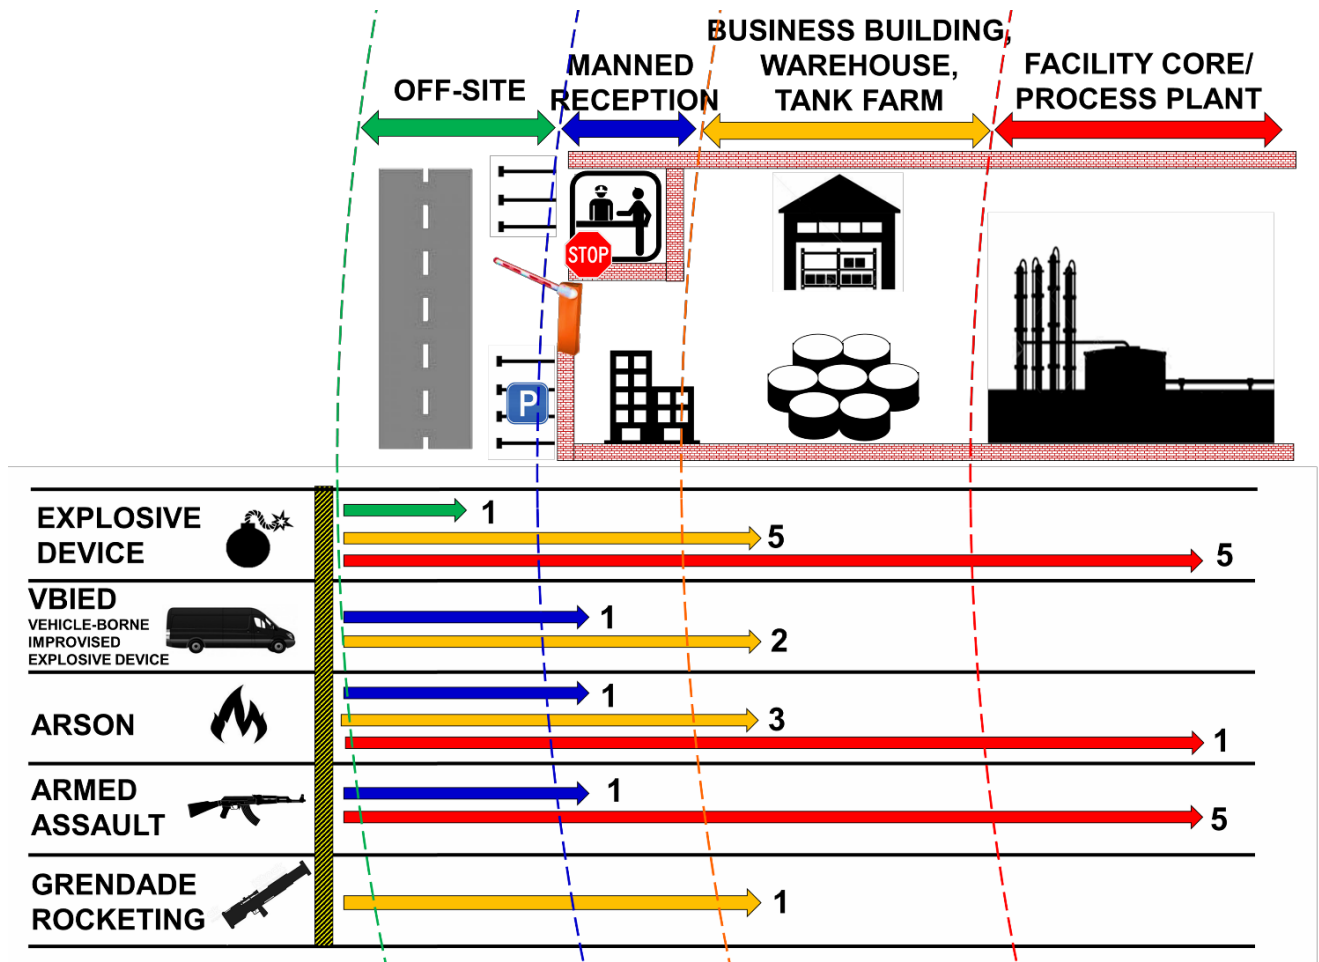 OFF-SITE
MANNED
RECEPTION
BUSINESS BUILDING,
WAREHOUSE,
TANK FARM
FACILITY CORE/
PROCESS PLANT
STOP
P
EXPLOSIVE
DEVICE
1
5
5
VBIED
VEHICLE-BORNE
IMPROVISED
EXPLOSIVE DEVICE
1
2
ARSON
1
3
1
ARMED
ASSAULT
1
5
GRENDADE
ROCKETING
1